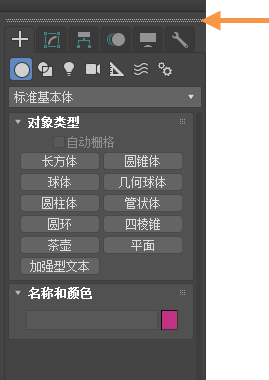 标准基本体
对象类型
自动栅格
长方体 圆锥体
球体 几何球体
圆柱体 管状体
圆环 四棱锥
茶壶 平面
加强型文本
名称和颜色